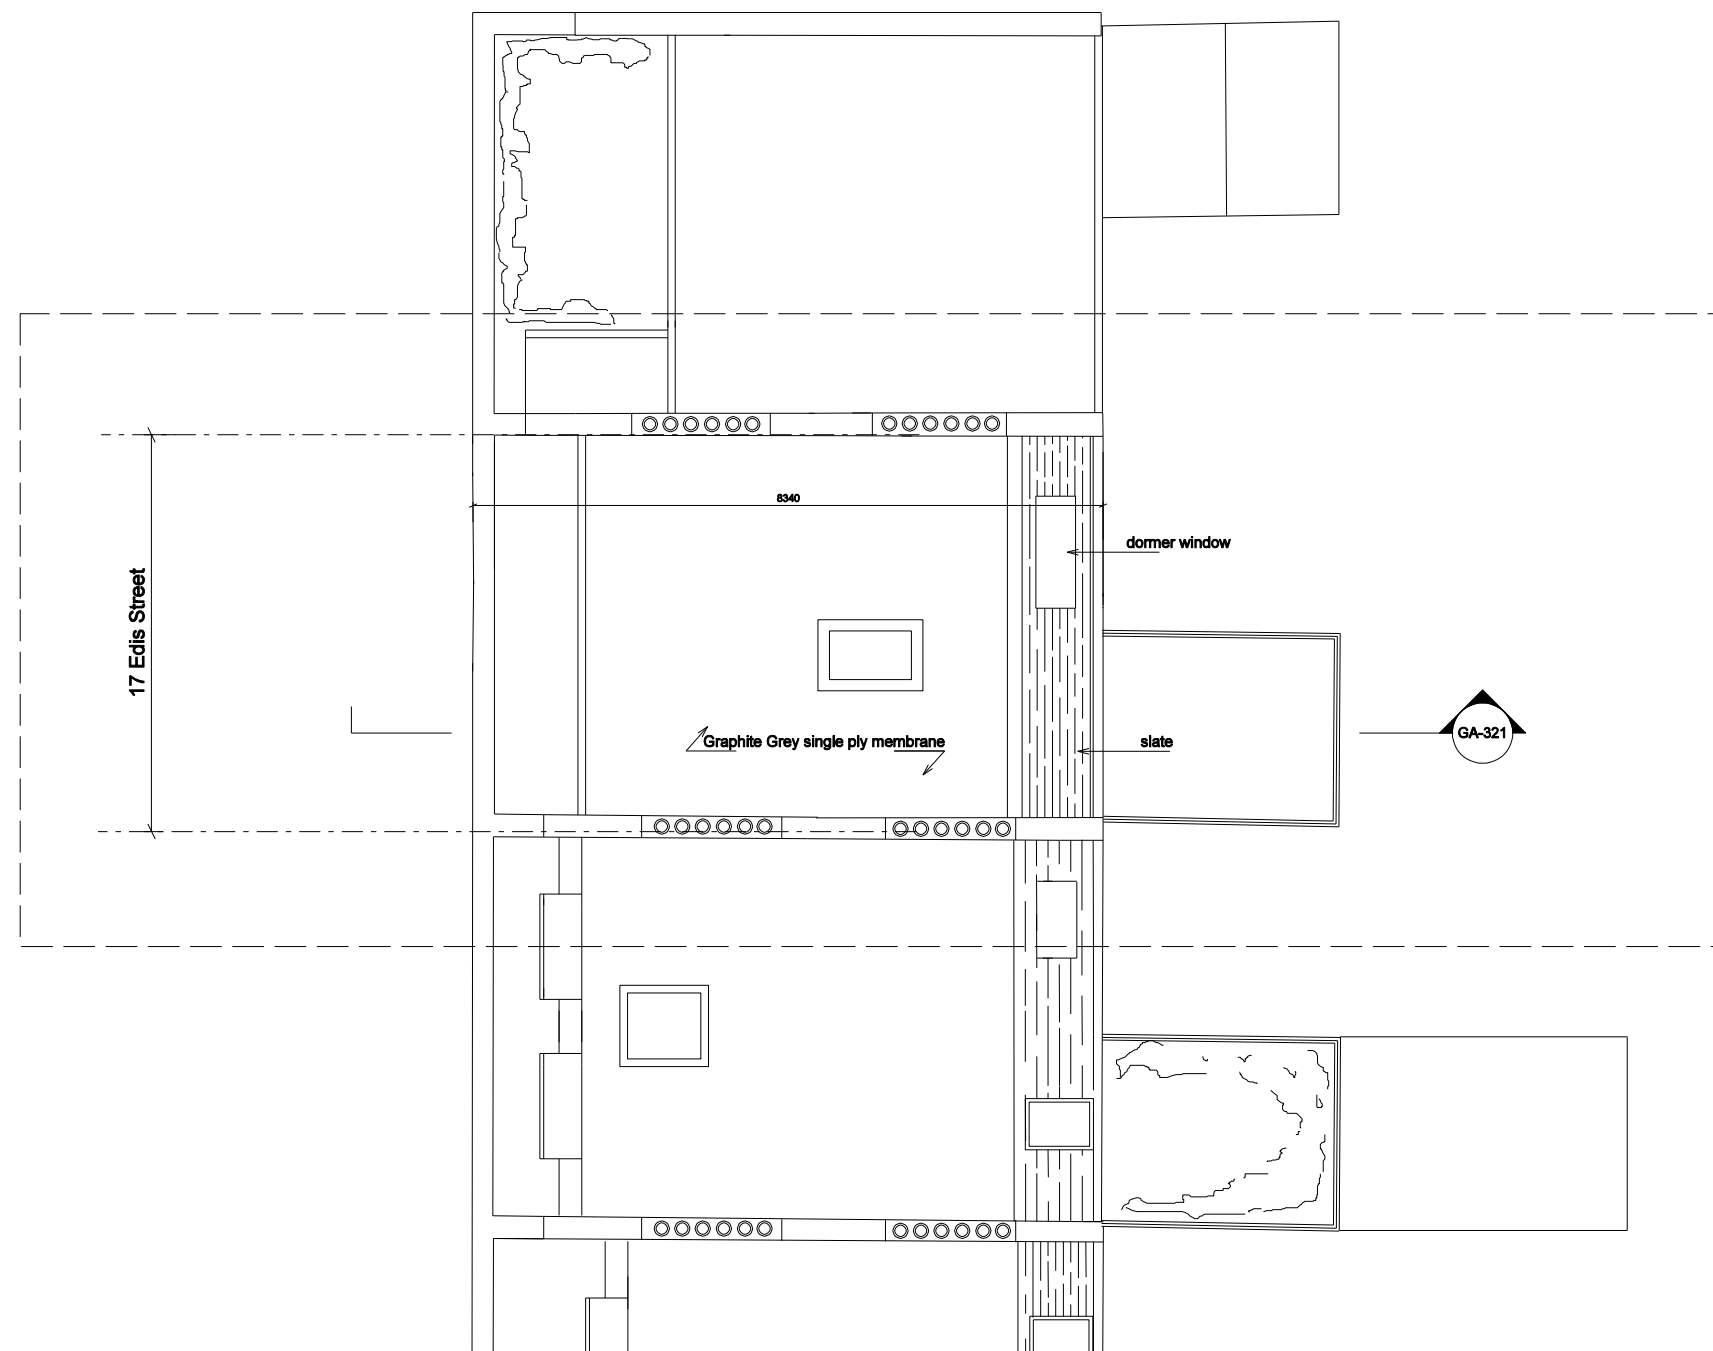 8340
dormer window
17 Edis Street
GA-321
Graphite Grey single ply membrane
slate